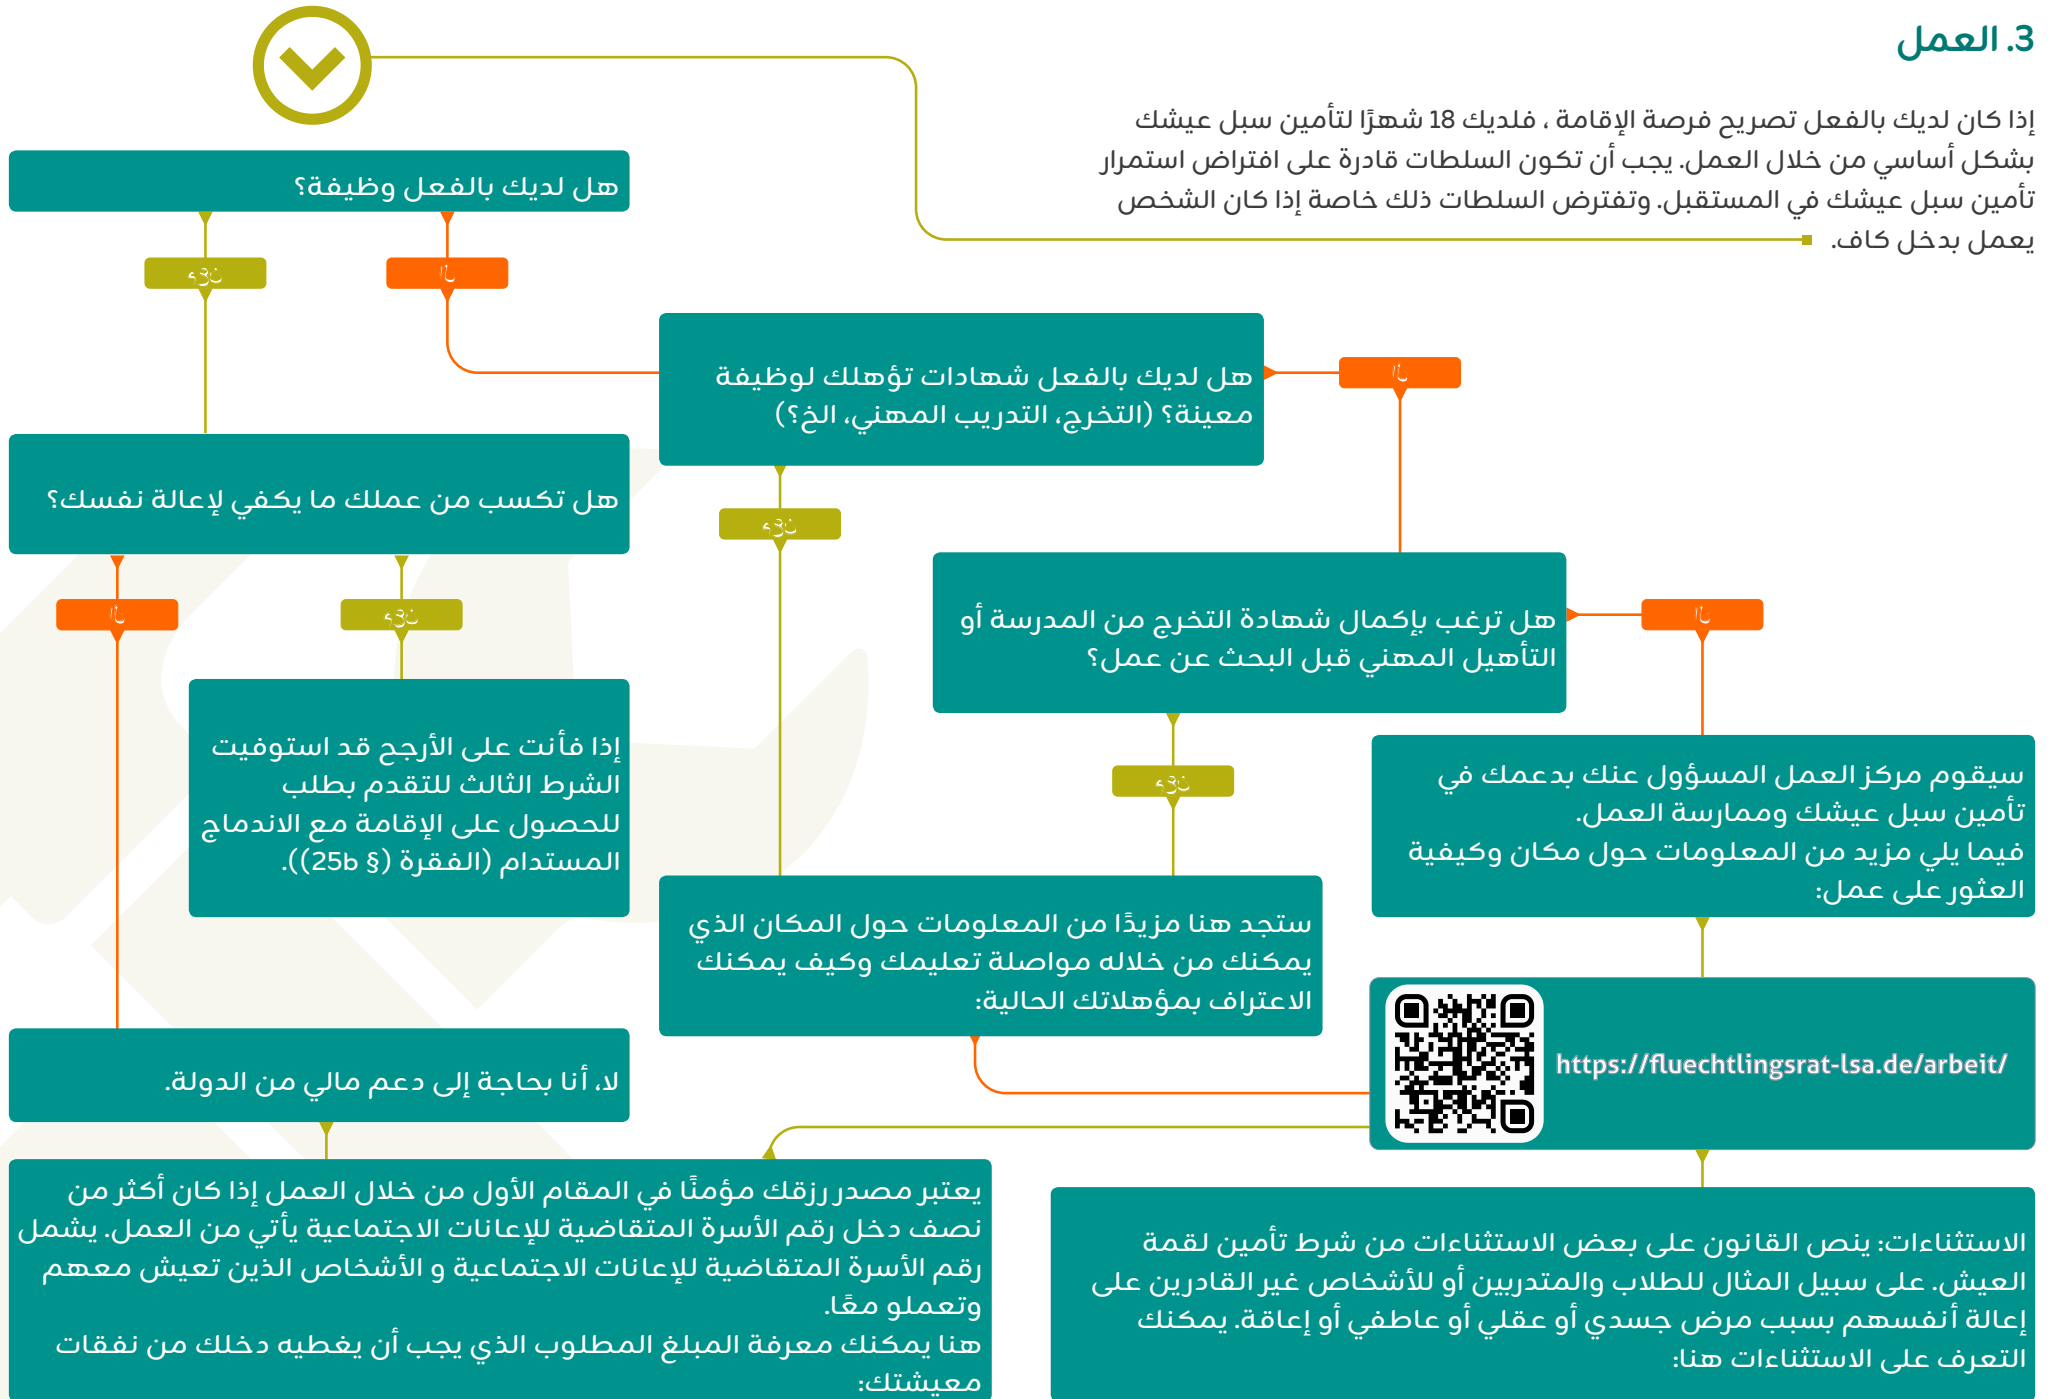 3. العمل
إذا كان لديك بالفعل تصريح فرصة الإقامة ، فلديك 18 شهرًا لتأمين سبل عيشك
بشكل أساسي من خلال العمل. يجب أن تكون السلطات قادرة على افتراض استمرار
تأمين سبل عيشك في المستقبل. وتفترض السلطات ذلك خاصة إذا كان الشخص
يعمل بدخل كاف.
هل لديك بالفعل وظيفة؟
هل لديك بالفعل شهادات تؤهلك لوظيفة
معينة؟ (التخرج، التدريب المهني، الخ؟)
هل تكسب من عملك ما يكفي لإعالة نفسك؟
هل ترغب بإكمال شهادة التخرج من المدرسة أو
التأهيل المهني قبل البحث عن عمل؟
إذا فأنت على الأرجح قد استوفيت
الشرط الثالث للتقدم بطلب
للحصول على الإقامة مع الاندماج
المستدام (الفقرة (§ 25b)).
سيقوم مركز العمل المسؤول عنك بدعمك في
تأمين سبل عيشك وممارسة العمل.
فيما يلي مزيد من المعلومات حول مكان وكيفية
العثور على عمل:
ستجد هنا مزيدًا من المعلومات حول المكان الذي
يمكنك من خلاله مواصلة تعليمك وكيف يمكنك
الاعتراف بمؤهلاتك الحالية:
https://fluechtlingsrat-lsa.de/arbeit/
لا، أنا بحاجة إلى دعم مالي من الدولة.
يعتبر مصدر رزقك مؤمنًا في المقام الأول من خلال العمل إذا كان أكثر من
نصف دخل رقم الأسرة المتقاضية للإعانات الاجتماعية يأتي من العمل. يشمل
رقم الأسرة المتقاضية للإعانات الاجتماعية و الأشخاص الذين تعيش معهم
وتعملو معًا.
هنا يمكنك معرفة المبلغ المطلوب الذي يجب أن يغطيه دخلك من نفقات
معيشتك:
الاستثناءات: ينص القانون على بعض الاستثناءات من شرط تأمين لقمة
العيش. على سبيل المثال للطلاب والمتدربين أو للأشخاص غير القادرين على
إعالة أنفسهم بسبب مرض جسدي أو عقلي أو عاطفي أو إعاقة. يمكنك
التعرف على الاستثناءات هنا: